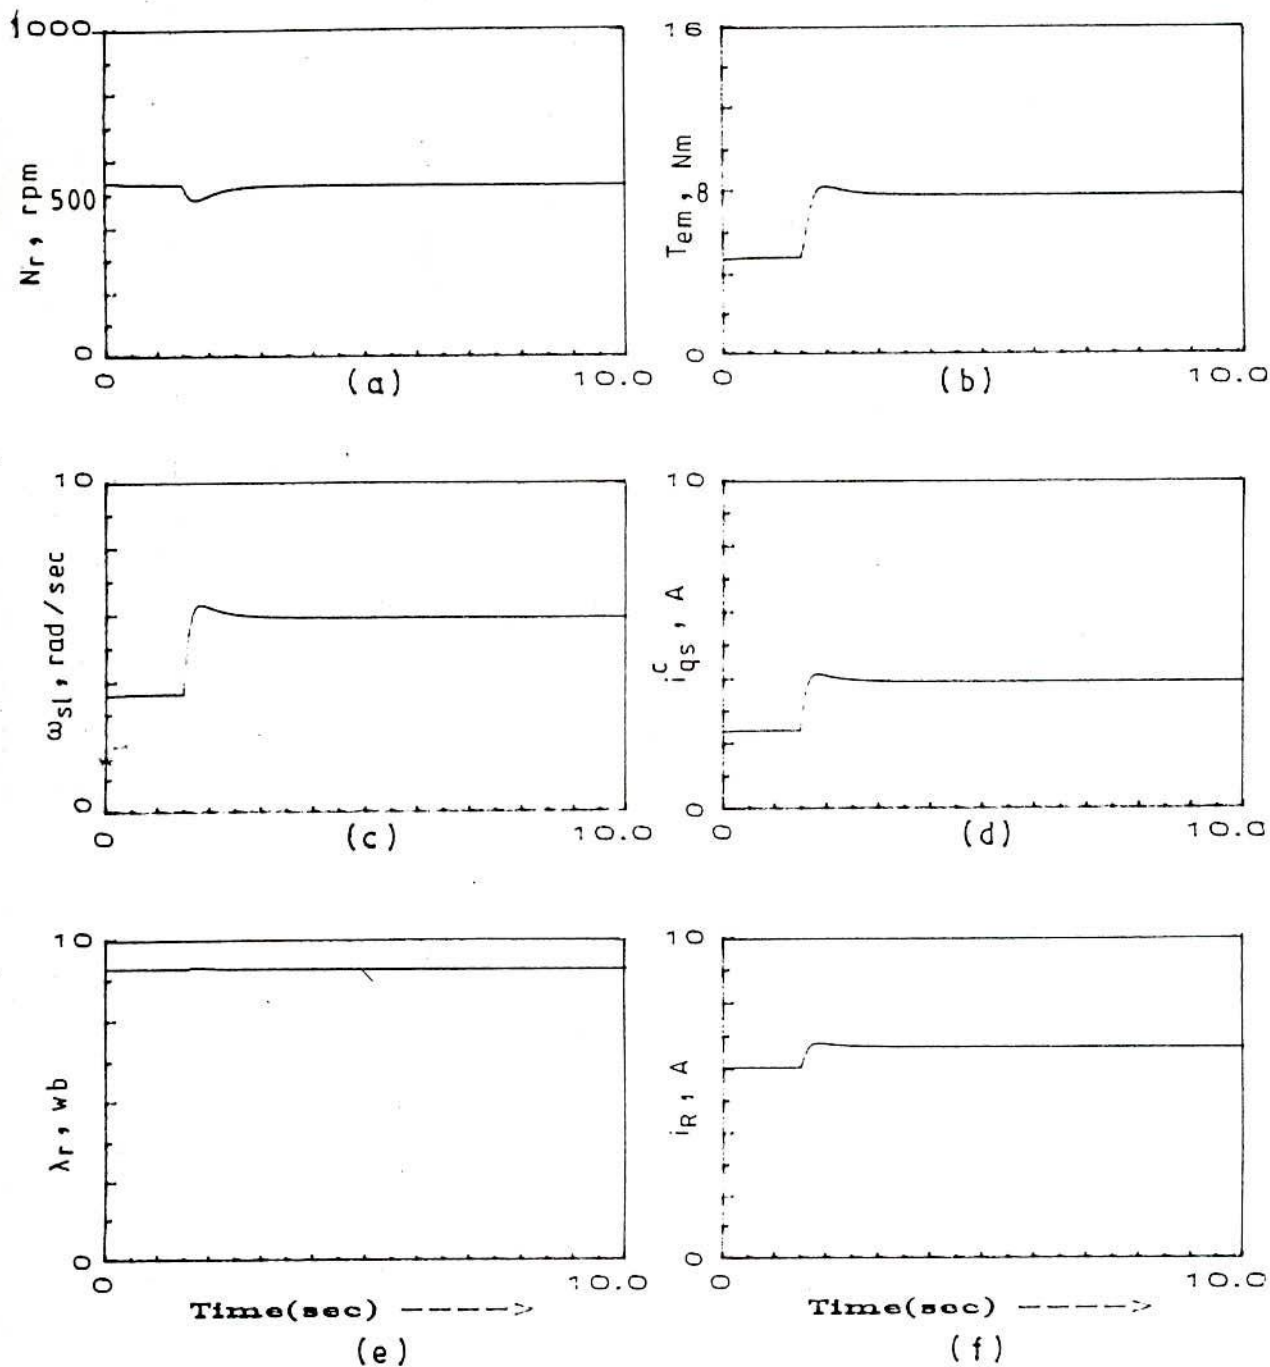 1000
Nr, rpm
500
0
0
10.0
(a)
16
Tem, Nm
8
0
0
10.0
(b)
10
ωsl, rad/sec
0
0
10.0
(c)
10
i^c_qs, A
0
0
10.0
(d)
10
λr, wb
0
0
10.0
Time(sec) ----->
(e)
10
iR, A
0
0
10.0
Time(sec) ----->
(f)